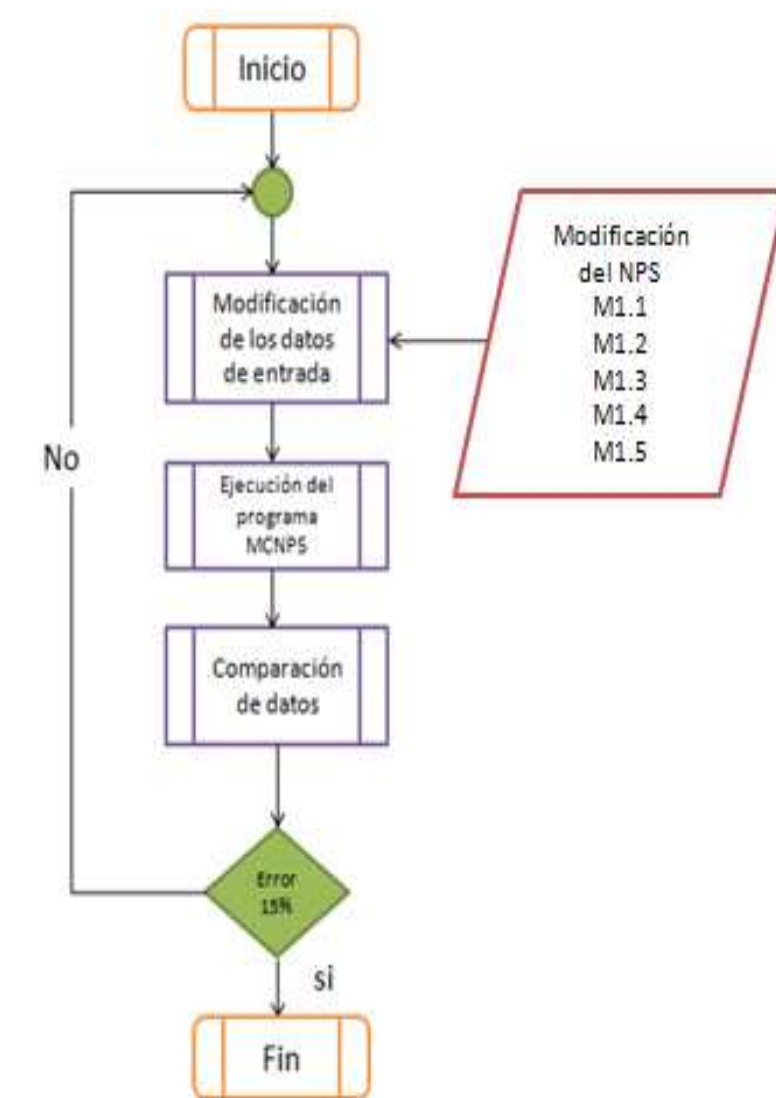 Inicio
Modificación
de los datos
de entrada
Modificación
del NPS
M1.1
M1.2
M1.3
M1.4
M1.5
Ejecución del
programa
MCNPS
Comparación
de datos
No
Error
15%
si
Fin